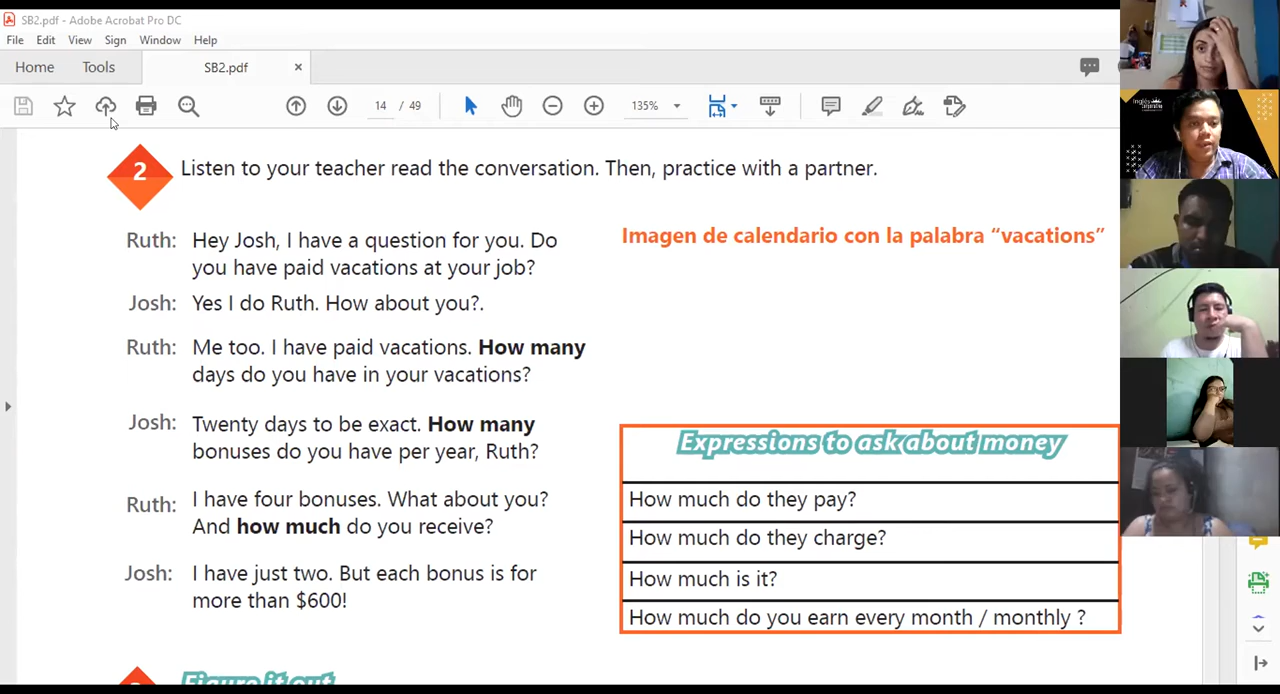 SB2.pdf - Adobe Acrobat Pro DC
File Edit View Sign Window Help
Home Tools SB2.pdf ×
14 / 49 135%
2 Listen to your teacher read the conversation. Then, practice with a partner.
Ruth: Hey Josh, I have a question for you. Do
you have paid vacations at your job?
Josh: Yes I do Ruth. How about you?.
Ruth: Me too. I have paid vacations. How many
days do you have in your vacations?
Josh: Twenty days to be exact. How many
bonuses do you have per year, Ruth?
Ruth: I have four bonuses. What about you?
And how much do you receive?
Josh: I have just two. But each bonus is for
more than $600!
Imagen de calendario con la palabra “vacations”
Expressions to ask about money
How much do they pay?
How much do they charge?
How much is it?
How much do you earn every month / monthly ?
Figure it out